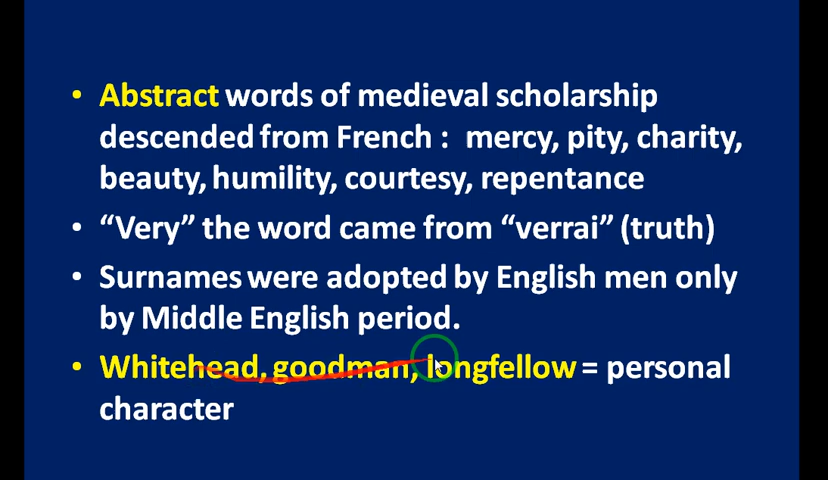 • Abstract words of medieval scholarship
descended from French : mercy, pity, charity,
beauty, humility, courtesy, repentance
• “Very” the word came from “verrai” (truth)
• Surnames were adopted by English men only
by Middle English period.
• Whitehead, goodman, longfellow = personal
character